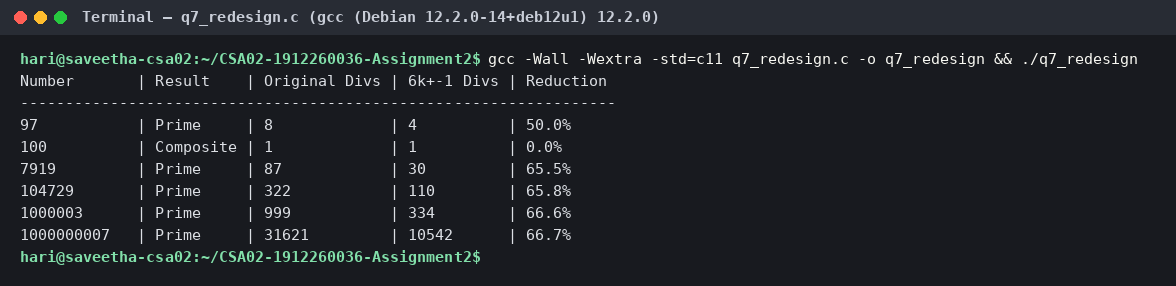 Terminal — q7_redesign.c (gcc (Debian 12.2.0-14+deb12u1) 12.2.0)
hari@saveetha-csa02:~/CSA02-1912260036-Assignment2$ gcc -Wall -Wextra -std=c11 q7_redesign.c -o q7_redesign && ./q7_redesign
Number       | Result    | Original Divs | 6k+-1 Divs | Reduction
------------------------------------------------------------------
97           | Prime     | 8             | 4          | 50.0%
100          | Composite | 1             | 1          | 0.0%
7919         | Prime     | 87            | 30         | 65.5%
104729       | Prime     | 322           | 110        | 65.8%
1000003      | Prime     | 999           | 334        | 66.6%
1000000007   | Prime     | 31621         | 10542      | 66.7%
hari@saveetha-csa02:~/CSA02-1912260036-Assignment2$